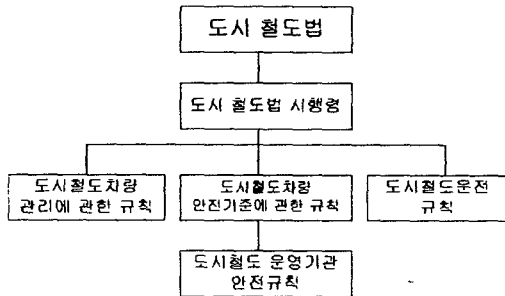 도시 철도법
도시 철도법 시행령
도시철도차량
관리에 관한 규칙
도시철도차량
안전기준에 관한 규칙
도시철도운전
규칙
도시철도 운영기관
안전규칙